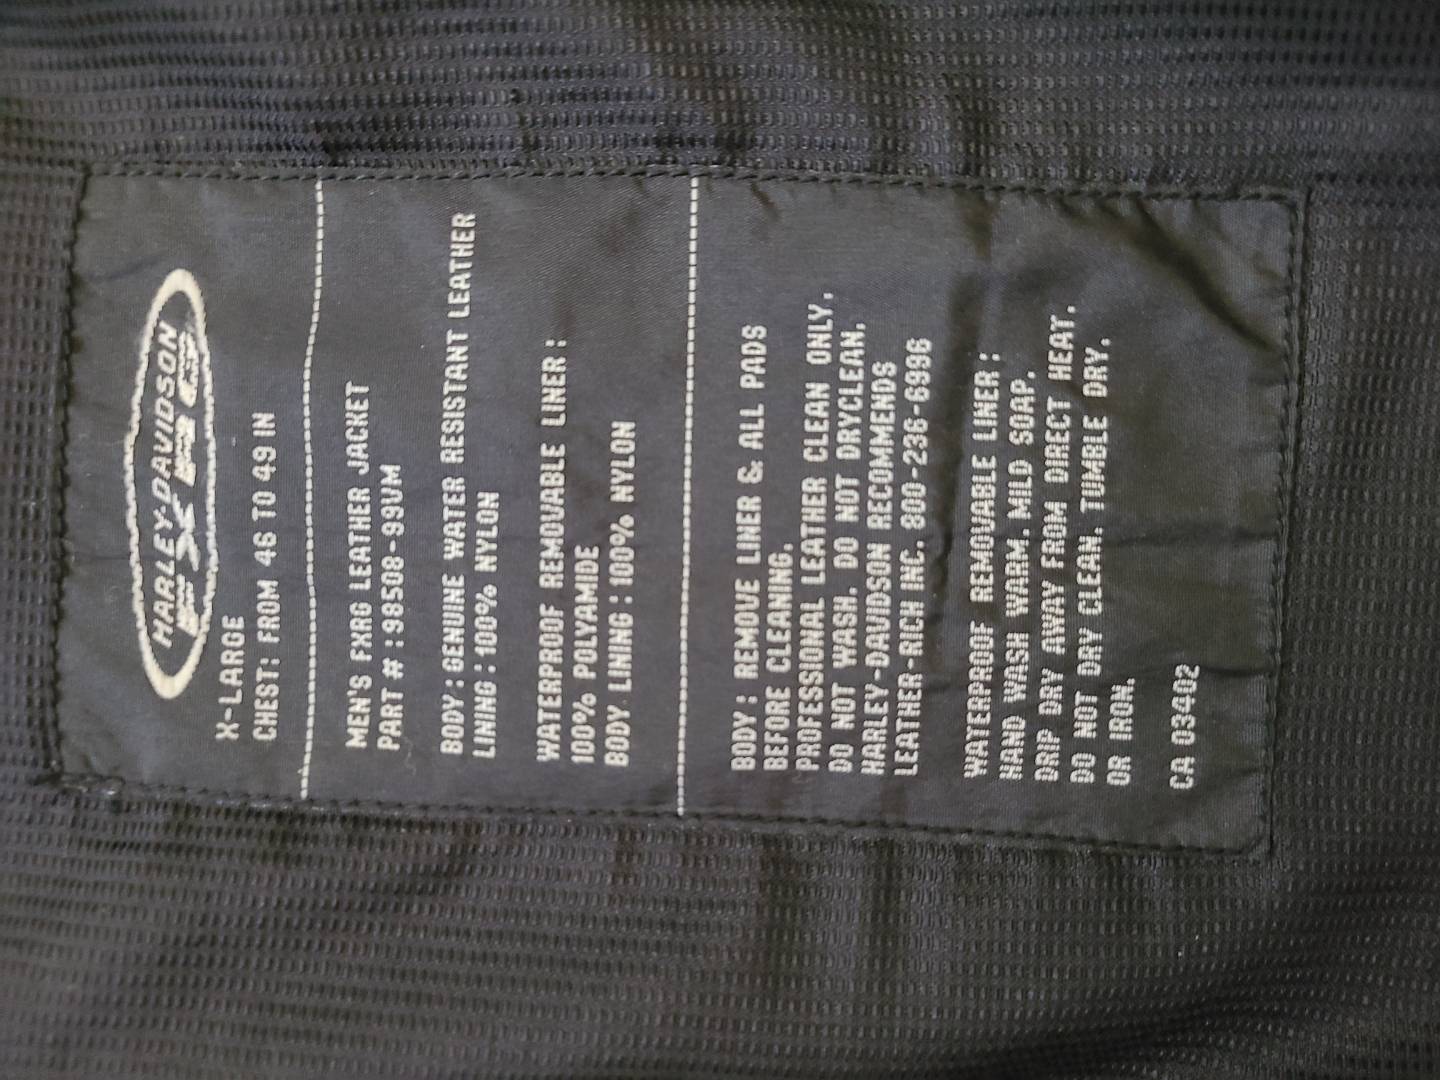 HARLEY-DAVIDSON
FXRG
X-LARGE
CHEST: FROM 46 TO 49 IN
MEN'S FXRG LEATHER JACKET
PART # : 98508-99VM
BODY : GENUINE WATER RESISTANT LEATHER
LINING : 100% NYLON
WATERPROOF REMOVABLE LINER :
100% POLYAMIDE
BODY LINING : 100% NYLON
BODY : REMOVE LINER & ALL PADS
BEFORE CLEANING.
PROFESSIONAL LEATHER CLEAN ONLY.
DO NOT WASH. DO NOT DRYCLEAN.
HARLEY-DAVIDSON RECOMMENDS
LEATHER-RICH INC. 800-236-6996
WATERPROOF REMOVABLE LINER :
HAND WASH WARM. MILD SOAP.
DRIP DRY AWAY FROM DIRECT HEAT.
DO NOT DRY CLEAN. TUMBLE DRY.
OR IRON.
CA 03402